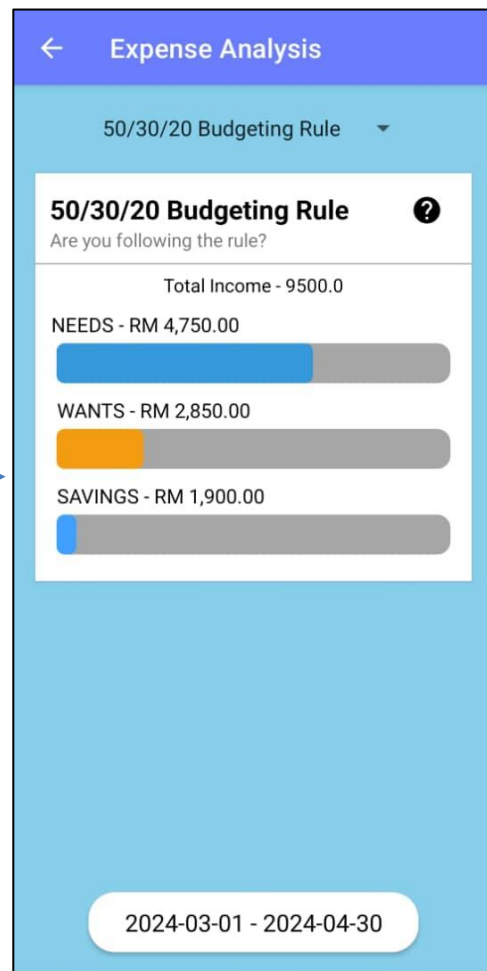 Expense Analysis
50/30/20 Budgeting Rule
50/30/20 Budgeting Rule
Are you following the rule?
Total Income - 9500.0
NEEDS - RM 4,750.00
WANTS - RM 2,850.00
SAVINGS - RM 1,900.00
2024-03-01 - 2024-04-30